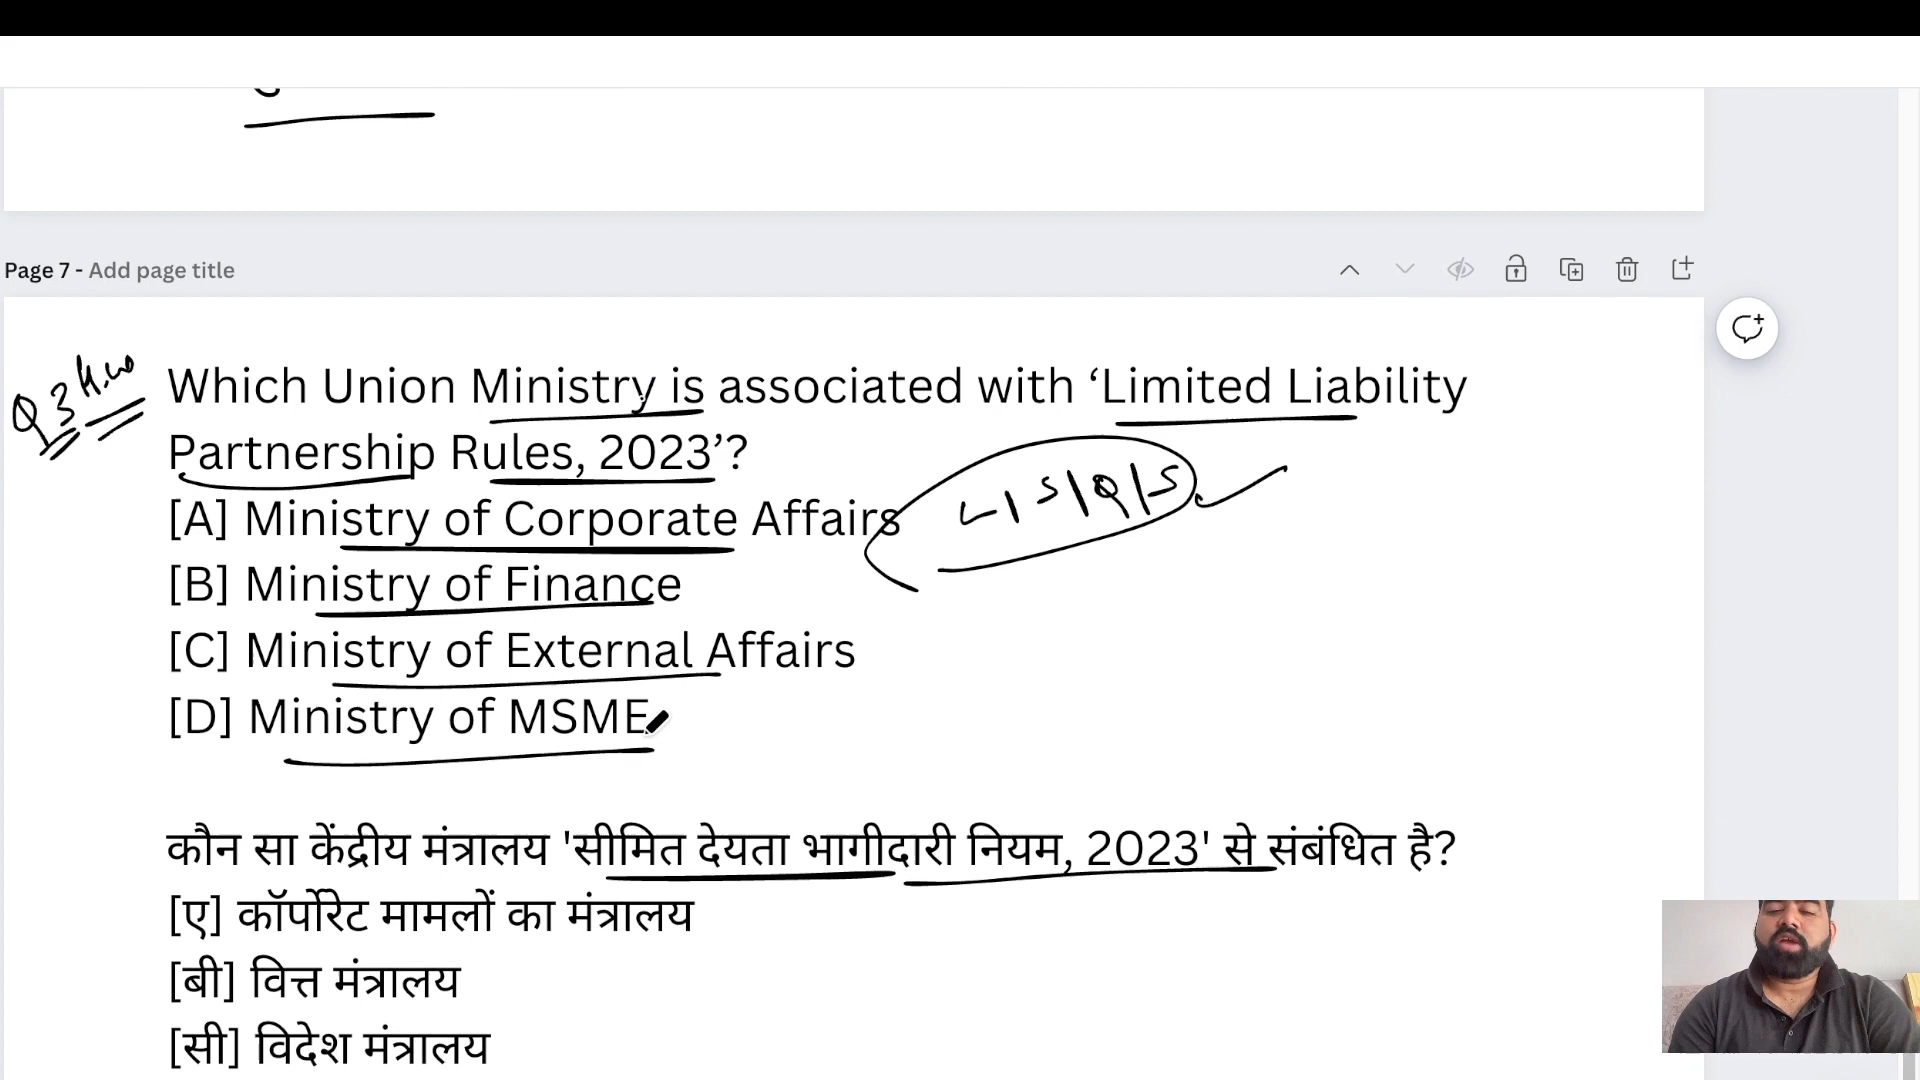 Page 7 - Add page title
Q 3 H.w
Which Union Ministry is associated with ‘Limited Liability
Partnership Rules, 2023’?
[A] Ministry of Corporate Affairs
[B] Ministry of Finance
[C] Ministry of External Affairs
[D] Ministry of MSME
कौन सा केंद्रीय मंत्रालय 'सीमित देयता भागीदारी नियम, 2023' से संबंधित है?
[ए] कॉर्पोरेट मामलों का मंत्रालय
[बी] वित्त मंत्रालय
[सी] विदेश मंत्रालय